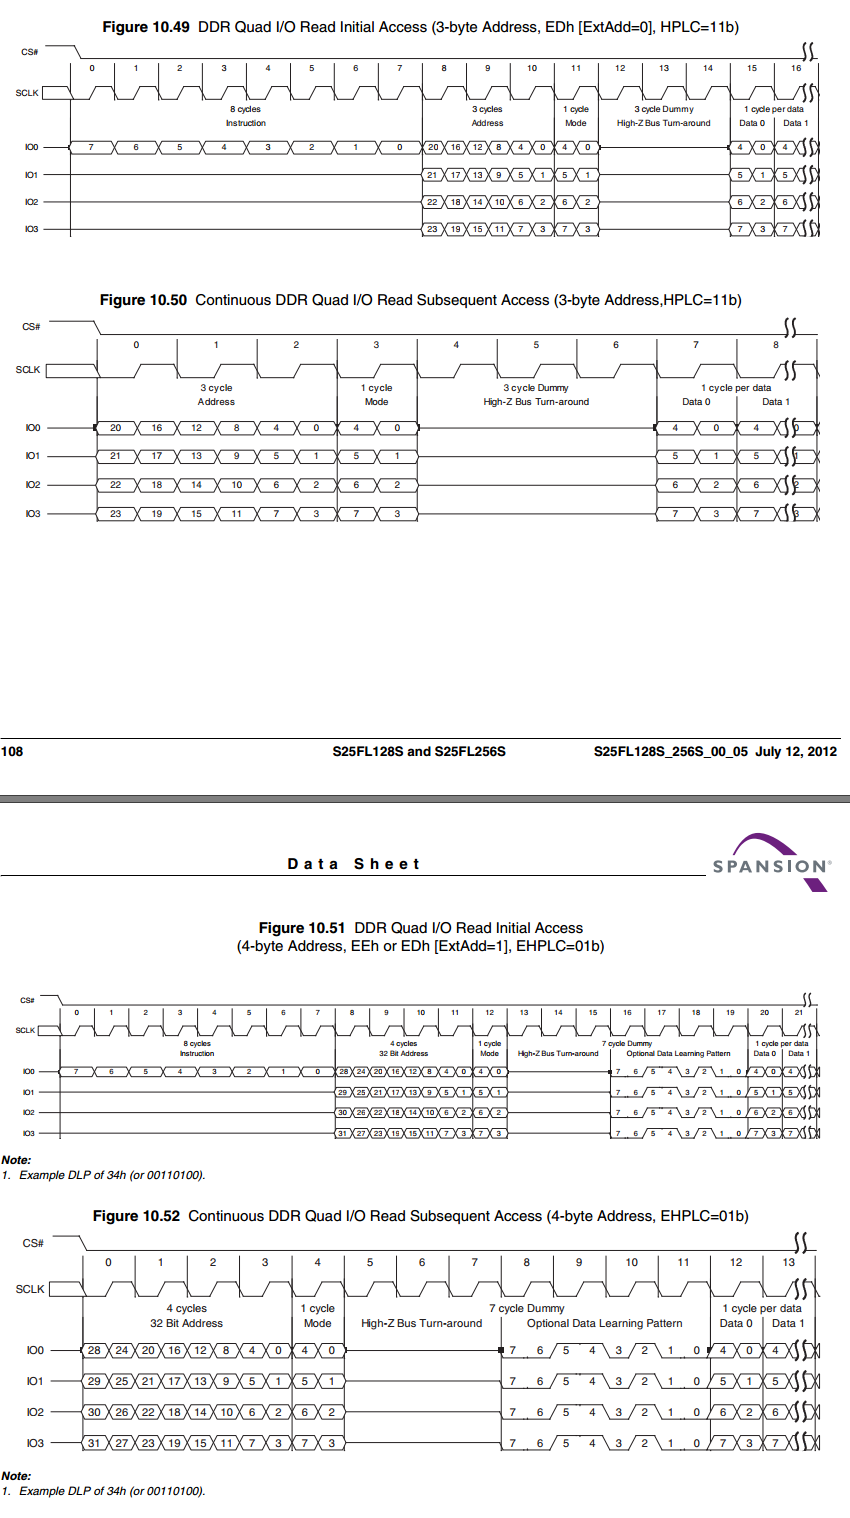 Figure 10.49 DDR Quad I/O Read Initial Access (3-byte Address, EDh [ExtAdd=0], HPLC=11b)
CS#
0 1 2 3 4 5 6 7 8 9 10 11 12 13 14 15 16
SCLK
8 cycles 3 cycles 1 cycle 3 cycle Dummy 1 cycle per data
Instruction Address Mode High-Z Bus Turn-around Data 0 Data 1
IO0 7 6 5 4 3 2 1 0 20 16 12 8 4 0 4 0 4 0 4
IO1 21 17 13 9 5 1 5 1 5 1 5
IO2 22 18 14 10 6 2 6 2 6 2 6
IO3 23 19 15 11 7 3 7 3 7 3 7
Figure 10.50 Continuous DDR Quad I/O Read Subsequent Access (3-byte Address,HPLC=11b)
CS#
0 1 2 3 4 5 6 7 8
SCLK
3 cycle 1 cycle 3 cycle Dummy 1 cycle per data
Address Mode High-Z Bus Turn-around Data 0 Data 1
IO0 20 16 12 8 4 0 4 0 4 0 4 0
IO1 21 17 13 9 5 1 5 1 5 1 5 1
IO2 22 18 14 10 6 2 6 2 6 2 6 2
IO3 23 19 15 11 7 3 7 3 7 3 7 3
108 S25FL128S and S25FL256S S25FL128S_256S_00_05 July 12, 2012
Data Sheet
SPANSION®
Figure 10.51 DDR Quad I/O Read Initial Access
(4-byte Address, EEh or EDh [ExtAdd=1], EHPLC=01b)
CS#
0 1 2 3 4 5 6 7 8 9 10 11 12 13 14 15 16 17 18 19 20 21
SCLK
8 cycles 4 cycles 1 cycle 7 cycle Dummy 1 cycle per data
Instruction 32 Bit Address Mode High-Z Bus Turn-around Optional Data Learning Pattern Data 0 Data 1
IO0 7 6 5 4 3 2 1 0 28 24 20 16 12 8 4 0 4 0 7 6 5 4 3 2 1 0 4 0 4
IO1 29 25 21 17 13 9 5 1 5 1 7 6 5 4 3 2 1 0 5 1 5
IO2 30 26 22 18 14 10 6 2 6 2 7 6 5 4 3 2 1 0 6 2 6
IO3 31 27 23 19 15 11 7 3 7 3 7 6 5 4 3 2 1 0 7 3 7
Note:
1. Example DLP of 34h (or 00110100).
Figure 10.52 Continuous DDR Quad I/O Read Subsequent Access (4-byte Address, EHPLC=01b)
CS#
0 1 2 3 4 5 6 7 8 9 10 11 12 13
SCLK
4 cycles 1 cycle 7 cycle Dummy 1 cycle per data
32 Bit Address Mode High-Z Bus Turn-around Optional Data Learning Pattern Data 0 Data 1
IO0 28 24 20 16 12 8 4 0 4 0 7 6 5 4 3 2 1 0 4 0 4
IO1 29 25 21 17 13 9 5 1 5 1 7 6 5 4 3 2 1 0 5 1 5
IO2 30 26 22 18 14 10 6 2 6 2 7 6 5 4 3 2 1 0 6 2 6
IO3 31 27 23 19 15 11 7 3 7 3 7 6 5 4 3 2 1 0 7 3 7
Note:
1. Example DLP of 34h (or 00110100).